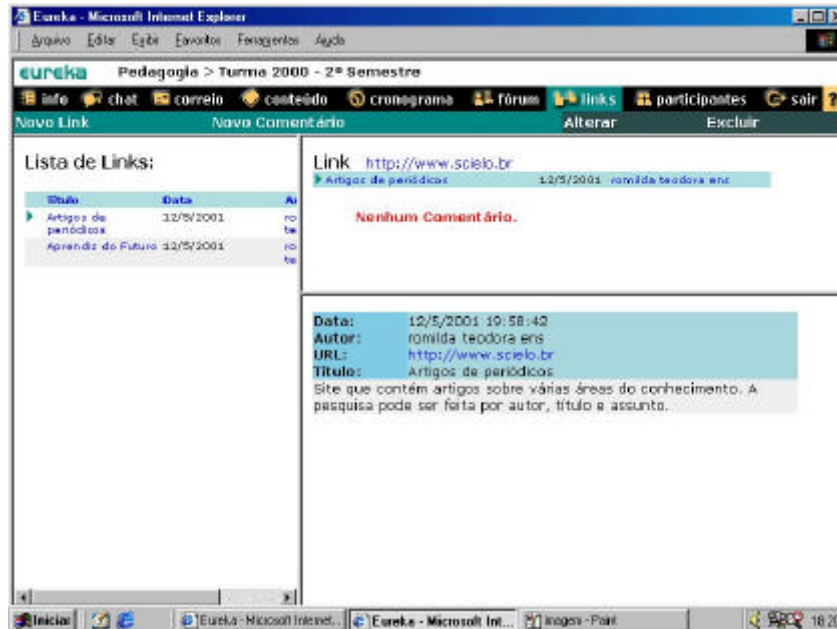 Eureka - Microsoft Internet Explorer
Arquivo Editar Exibir Favoritos Ferramentas Ajuda
eureka Pedagogia > Turma 2000 - 2º Semestre
info chat correio conteúdo cronograma fórum links participantes sair ?
Novo Link Novo Comentário Alterar Excluir
Lista de Links:
Título Data Au
Artigos de periódicos 12/5/2001 ro te
Aprendiz do Futuro 12/5/2001 ro te
Link http://www.scielo.br
Artigos de periódicos 12/5/2001 romilda teodora ens
Nenhum Comentário.
Data: 12/5/2001 19:58:42
Autor: romilda teodora ens
URL: http://www.scielo.br
Título: Artigos de periódicos
Site que contém artigos sobre várias áreas do conhecimento. A
pesquisa pode ser feita por autor, título e assunto.
Iniciar Eureka - Microsoft Internet... Eureka - Microsoft Int... imagem - Paint